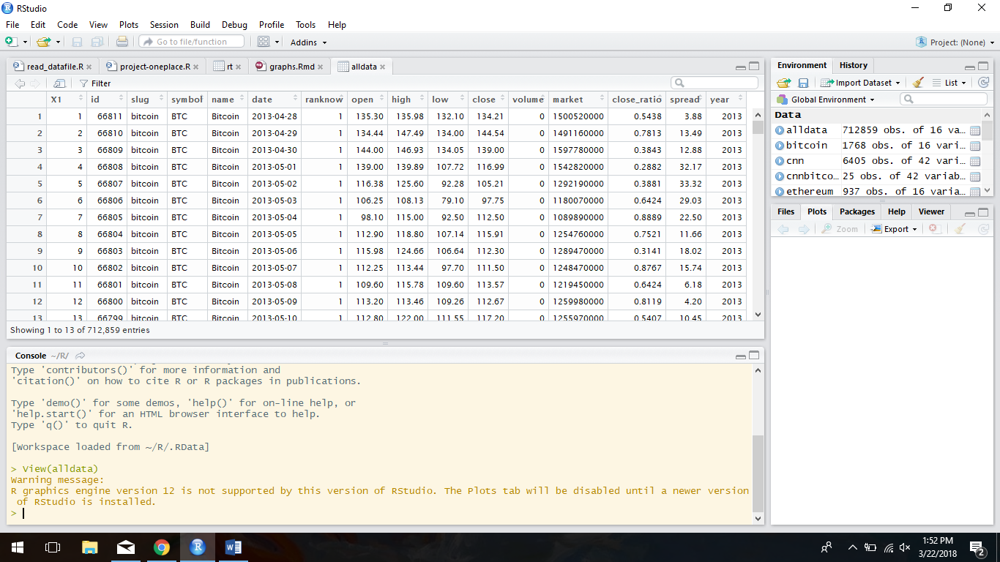 RStudio
File Edit Code View Plots Session Build Debug Profile Tools Help
Go to file/function Addins Project: (None)
read_datafile.R project-oneplace.R rt graphs.Rmd alldata
Filter
X1 id slug symbol name date ranknow open high low close volume market close_ratio spread year
1 1 66811 bitcoin BTC Bitcoin 2013-04-28 1 135.30 135.98 132.10 134.21 0 1500520000 0.5438 3.88 2013
2 2 66810 bitcoin BTC Bitcoin 2013-04-29 1 134.44 147.49 134.00 144.54 0 1491160000 0.7813 13.49 2013
3 3 66809 bitcoin BTC Bitcoin 2013-04-30 1 144.00 146.93 134.05 139.00 0 1597780000 0.3843 12.88 2013
4 4 66808 bitcoin BTC Bitcoin 2013-05-01 1 139.00 139.89 107.72 116.99 0 1542820000 0.2882 32.17 2013
5 5 66807 bitcoin BTC Bitcoin 2013-05-02 1 116.38 125.60 92.28 105.21 0 1292190000 0.3881 33.32 2013
6 6 66806 bitcoin BTC Bitcoin 2013-05-03 1 106.25 108.13 79.10 97.75 0 1180070000 0.6424 29.03 2013
7 7 66805 bitcoin BTC Bitcoin 2013-05-04 1 98.10 115.00 92.50 112.50 0 1089890000 0.8889 22.50 2013
8 8 66804 bitcoin BTC Bitcoin 2013-05-05 1 112.90 118.80 107.14 115.91 0 1254760000 0.7521 11.66 2013
9 9 66803 bitcoin BTC Bitcoin 2013-05-06 1 115.98 124.66 106.64 112.30 0 1289470000 0.3141 18.02 2013
10 10 66802 bitcoin BTC Bitcoin 2013-05-07 1 112.25 113.44 97.70 111.50 0 1248470000 0.8767 15.74 2013
11 11 66801 bitcoin BTC Bitcoin 2013-05-08 1 109.60 115.78 109.60 113.57 0 1219450000 0.6424 6.18 2013
12 12 66800 bitcoin BTC Bitcoin 2013-05-09 1 113.20 113.46 109.26 112.67 0 1259980000 0.8119 4.20 2013
13 13 66799 bitcoin BTC Bitcoin 2013-05-10 1 112.80 122.00 111.55 117.20 0 1255970000 0.5407 10.45 2013
Showing 1 to 13 of 712,859 entries
Console ~/R/
Type 'contributors()' for more information and
'citation()' on how to cite R or R packages in publications.
Type 'demo()' for some demos, 'help()' for on-line help, or
'help.start()' for an HTML browser interface to help.
Type 'q()' to quit R.
[Workspace loaded from ~/R/.RData]
> View(alldata)
Warning message:
R graphics engine version 12 is not supported by this version of RStudio. The Plots tab will be disabled until a newer version
of RStudio is installed.
>
Environment History
Import Dataset List
Global Environment
Data
alldata 712859 obs. of 16 va...
bitcoin 1768 obs. of 16 vari...
cnn 6405 obs. of 42 vari...
cnnbitco... 25 obs. of 42 variab...
ethereum 937 obs. of 16 varia...
Files Plots Packages Help Viewer
Zoom Export
1:52 PM
3/22/2018
2